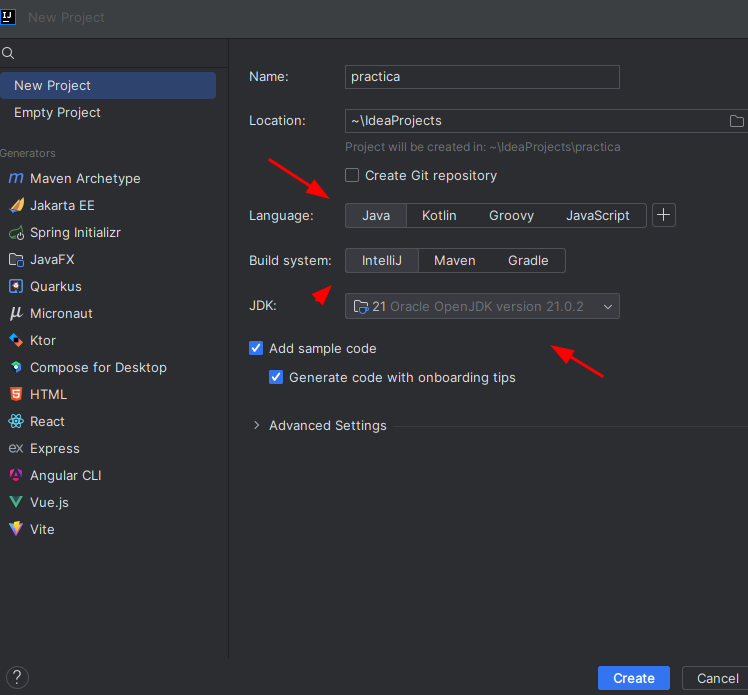 New Project
New Project
Empty Project
Generators
Maven Archetype
Jakarta EE
Spring Initializr
JavaFX
Quarkus
Micronaut
Ktor
Compose for Desktop
HTML
React
Express
Angular CLI
Vue.js
Vite
Name: practica
Location: ~\IdeaProjects
Project will be created in: ~\IdeaProjects\practica
Create Git repository
Language: Java Kotlin Groovy JavaScript
Build system: IntelliJ Maven Gradle
JDK: 21 Oracle OpenJDK version 21.0.2
Add sample code
Generate code with onboarding tips
Advanced Settings
? Create Cancel